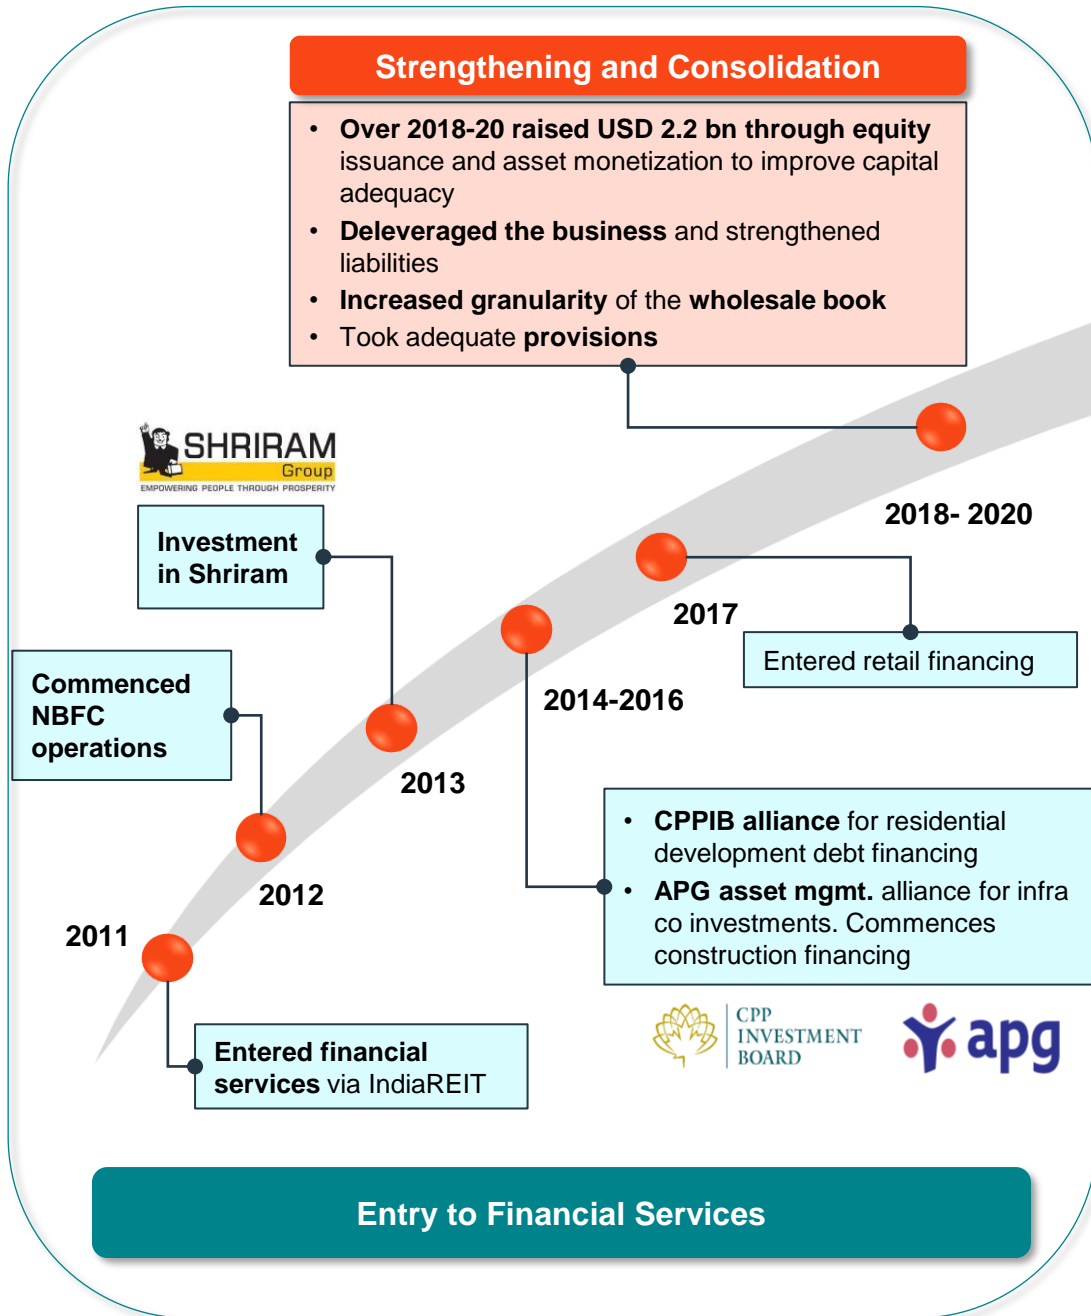 Strengthening and Consolidation
• Over 2018-20 raised USD 2.2 bn through equity
issuance and asset monetization to improve capital
adequacy
• Deleveraged the business and strengthened
liabilities
• Increased granularity of the wholesale book
• Took adequate provisions
SHRIRAM
Group
EMPOWERING PEOPLE THROUGH PROSPERITY
2018- 2020
Investment
in Shriram
2017
Entered retail financing
Commenced
NBFC
operations
2014-2016
2013
• CPPIB alliance for residential
development debt financing
• APG asset mgmt. alliance for infra
co investments. Commences
construction financing
2012
2011
CPP
INVESTMENT
BOARD
apg
Entered financial
services via IndiaREIT
Entry to Financial Services